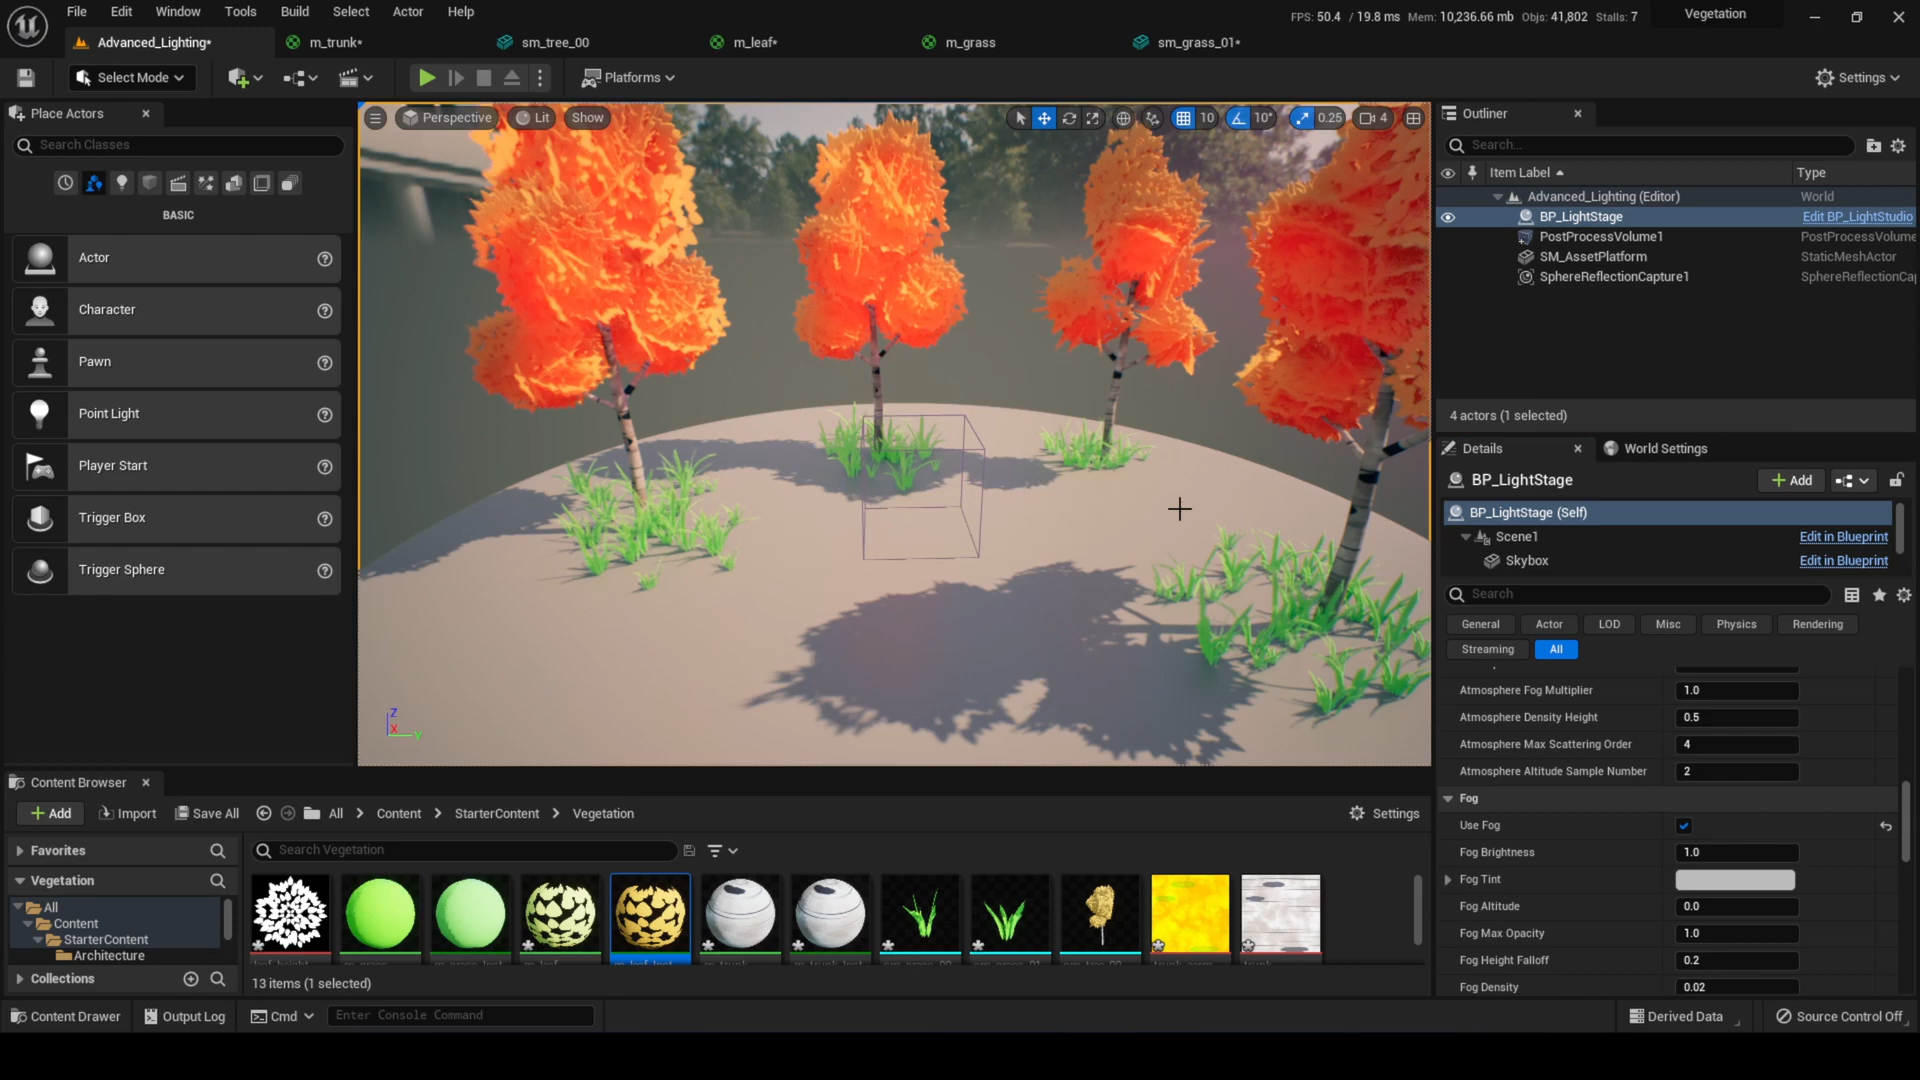 File Edit Window Tools Build Select Actor Help
FPS: 50.4 / 19.8 ms Mem: 10,236.66 mb Objs: 41,802 Stalls: 7
Vegetation
Advanced_Lighting*
m_trunk*
sm_tree_00
m_leaf*
m_grass
sm_grass_01*
Select Mode
Platforms
Settings
Place Actors
Search Classes
BASIC
Actor
Character
Pawn
Point Light
Player Start
Trigger Box
Trigger Sphere
Perspective
Lit
Show
10
10°
0.25
4
Z
X
Y
Outliner
Search...
Item Label
Type
Advanced_Lighting (Editor) World
BP_LightStage Edit BP_LightStudio
PostProcessVolume1 PostProcessVolume
SM_AssetPlatform StaticMeshActor
SphereReflectionCapture1 SphereReflectionCap
4 actors (1 selected)
Details
World Settings
BP_LightStage
Add
BP_LightStage (Self)
Scene1 Edit in Blueprint
Skybox Edit in Blueprint
Search
General Actor LOD Misc Physics Rendering
Streaming All
Atmosphere Fog Multiplier 1.0
Atmosphere Density Height 0.5
Atmosphere Max Scattering Order 4
Atmosphere Altitude Sample Number 2
Fog
Use Fog
Fog Brightness 1.0
Fog Tint
Fog Altitude 0.0
Fog Max Opacity 1.0
Fog Height Falloff 0.2
Fog Density 0.02
Content Browser
Add
Import
Save All
All
Content
StarterContent
Vegetation
Settings
Favorites
Vegetation
All
Content
StarterContent
Architecture
Collections
Search Vegetation
13 items (1 selected)
Content Drawer
Output Log
Cmd
Enter Console Command
Derived Data
Source Control Off